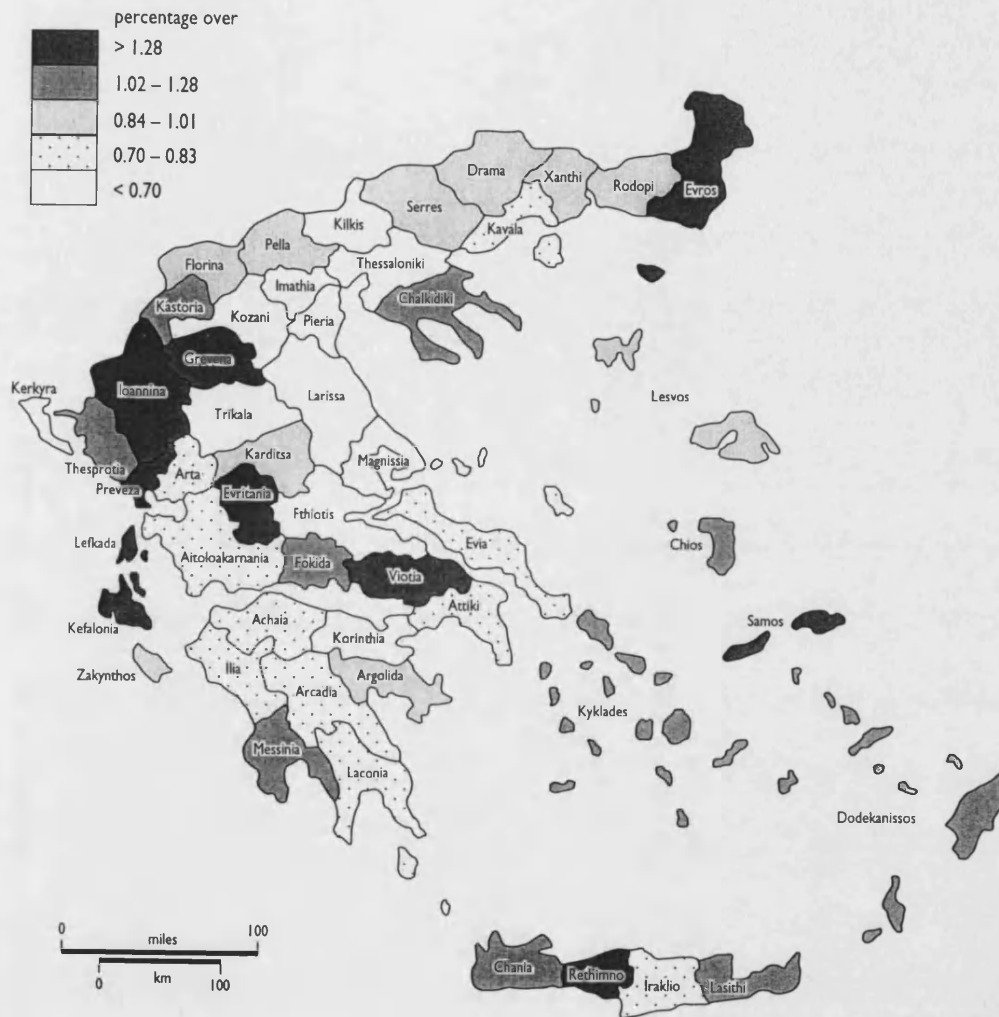 percentage over
> 1.28
1.02 – 1.28
0.84 – 1.01
0.70 – 0.83
< 0.70
Drama
Xanthi
Rodopi
Evros
Serres
Kavala
Kilkis
Pella
Thessaloniki
Florina
Imathia
Chalkidiki
Kastoria
Kozani
Pieria
Grevena
Ioannina
Larissa
Kerkyra
Lesvos
Trikala
Thesprotia
Karditsa
Magnissia
Arta
Preveza
Evritania
Fthiotis
Evia
Chios
Lefkada
Aitoloakarnania
Fokida
Viotia
Attiki
Kefalonia
Achaia
Korinthia
Samos
Zakynthos
Ilia
Argolida
Arcadia
Kyklades
Messinia
Laconia
Dodekanissos
0 miles 100
0 km 100
Chania
Rethimno
Iraklio
Lasithi